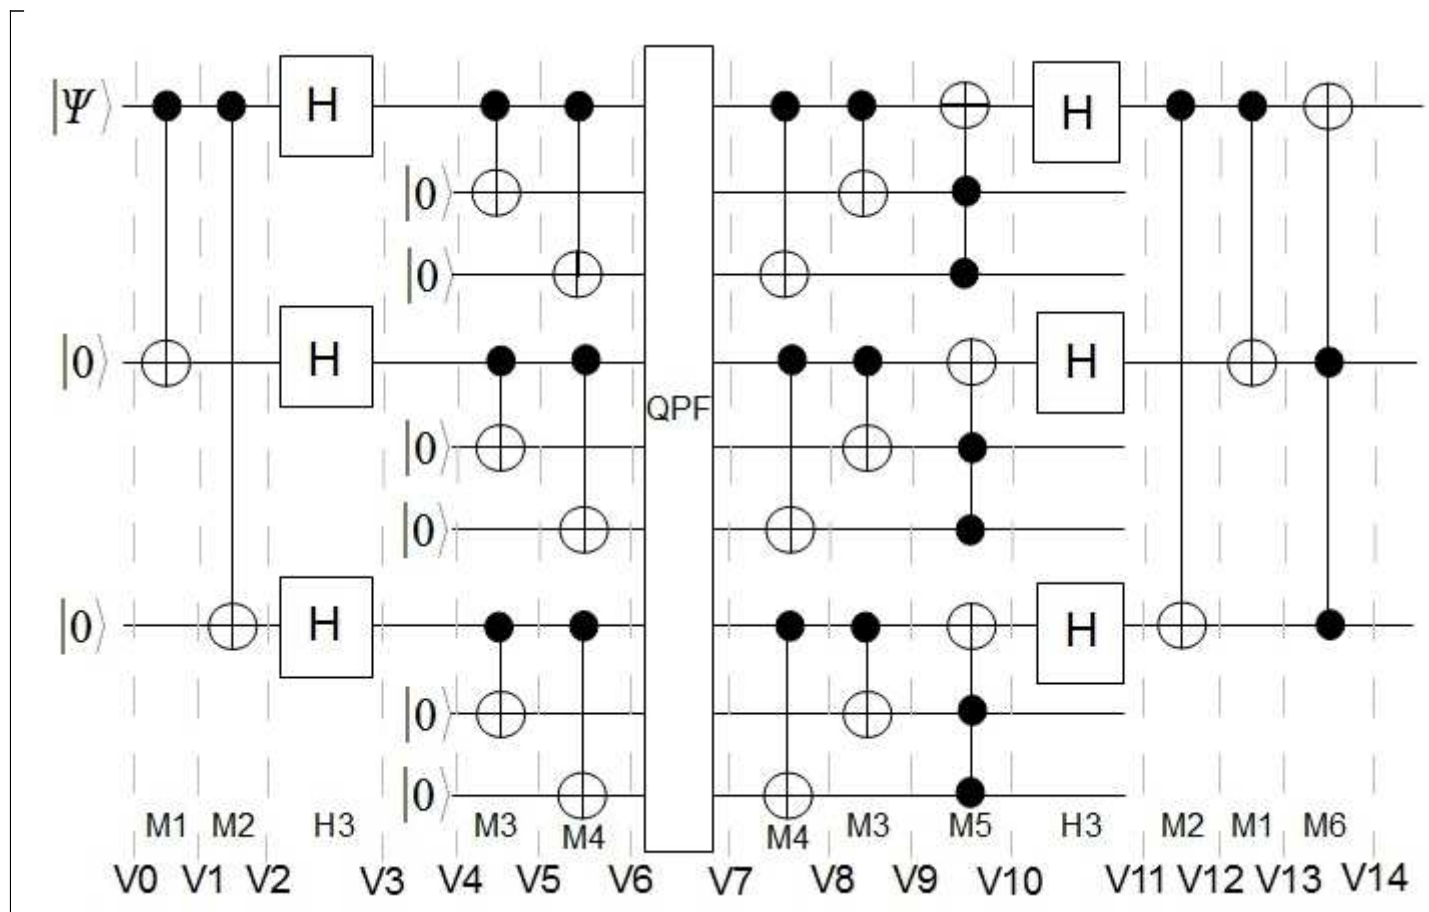 |Ψ⟩ H H
|0⟩
|0⟩
|0⟩ H H
QPF
|0⟩
|0⟩
|0⟩ H H
|0⟩
|0⟩
M1 M2 H3 M3 M4 M4 M3 M5 H3 M2 M1 M6
V0 V1 V2 V3 V4 V5 V6 V7 V8 V9 V10 V11 V12 V13 V14